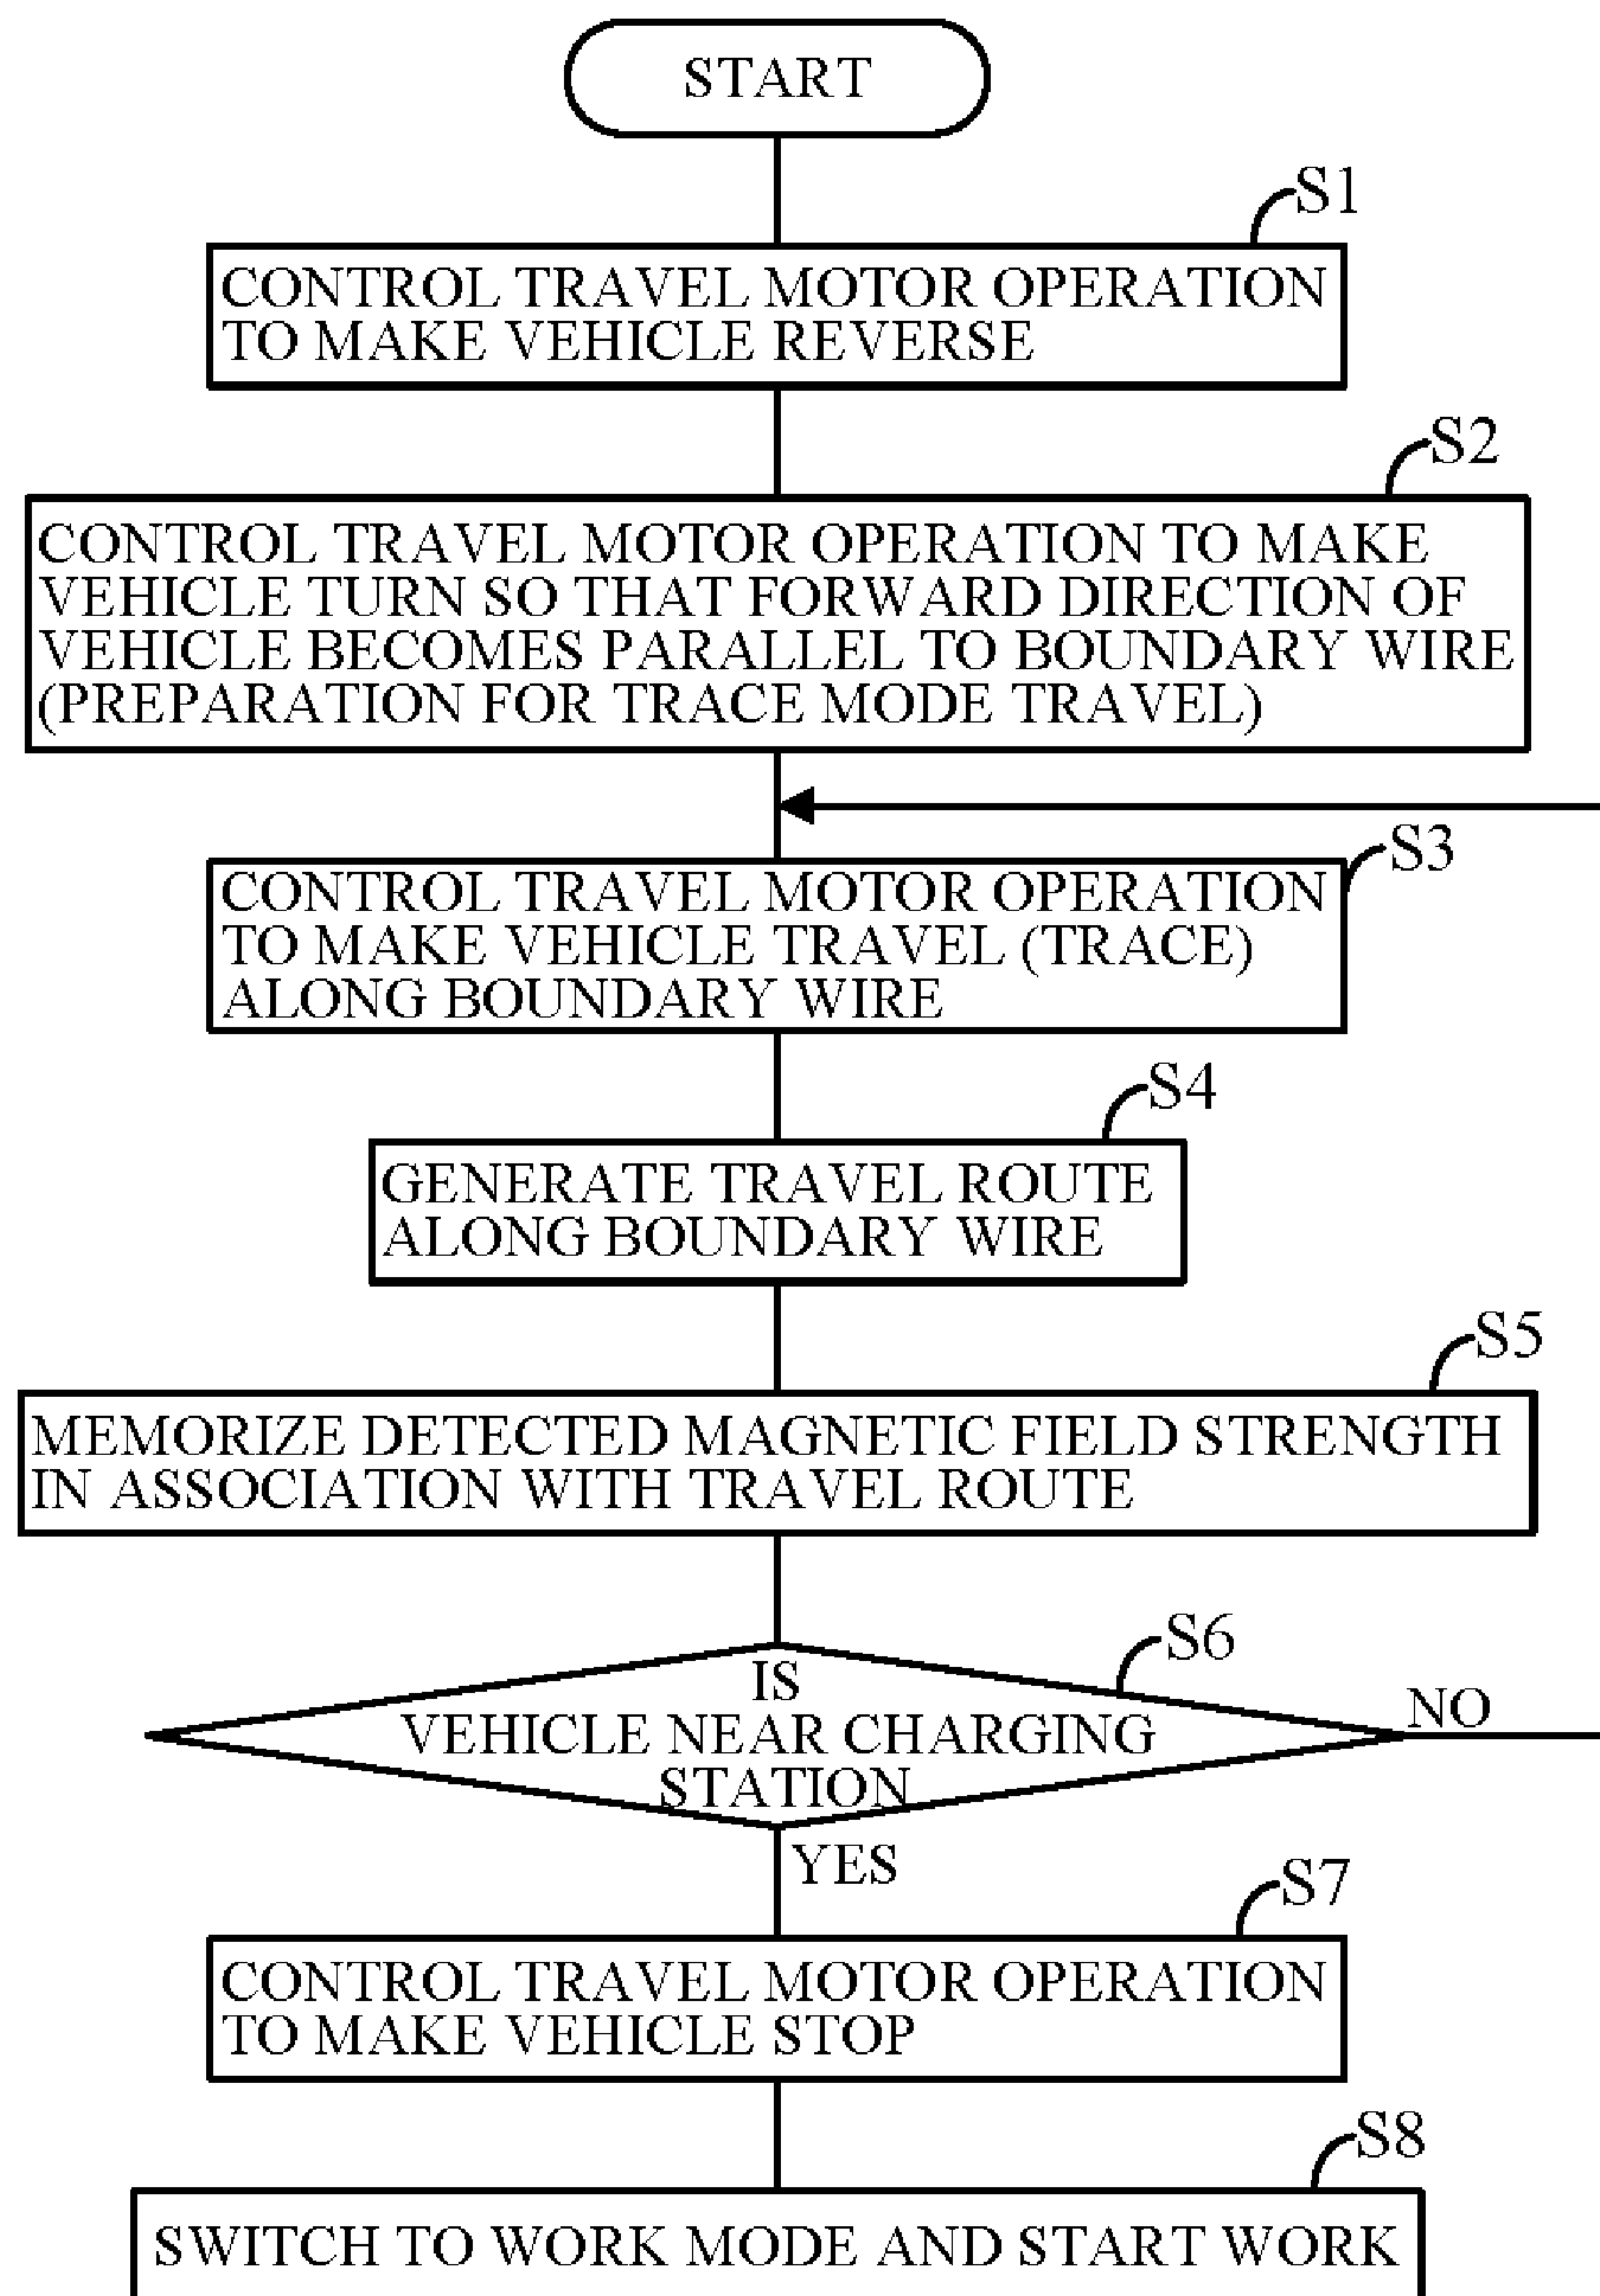 START
S1
CONTROL TRAVEL MOTOR OPERATION
TO MAKE VEHICLE REVERSE
S2
CONTROL TRAVEL MOTOR OPERATION TO MAKE
VEHICLE TURN SO THAT FORWARD DIRECTION OF
VEHICLE BECOMES PARALLEL TO BOUNDARY WIRE
(PREPARATION FOR TRACE MODE TRAVEL)
S3
CONTROL TRAVEL MOTOR OPERATION
TO MAKE VEHICLE TRAVEL (TRACE)
ALONG BOUNDARY WIRE
S4
GENERATE TRAVEL ROUTE
ALONG BOUNDARY WIRE
S5
MEMORIZE DETECTED MAGNETIC FIELD STRENGTH
IN ASSOCIATION WITH TRAVEL ROUTE
S6
IS
VEHICLE NEAR CHARGING
STATION
NO
YES
S7
CONTROL TRAVEL MOTOR OPERATION
TO MAKE VEHICLE STOP
S8
SWITCH TO WORK MODE AND START WORK